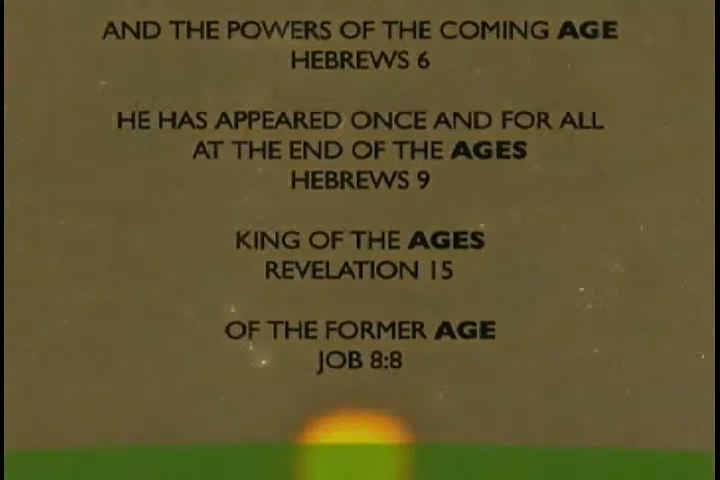 AND THE POWERS OF THE COMING AGE
HEBREWS 6
HE HAS APPEARED ONCE AND FOR ALL
AT THE END OF THE AGES
HEBREWS 9
KING OF THE AGES
REVELATION 15
OF THE FORMER AGE
JOB 8:8